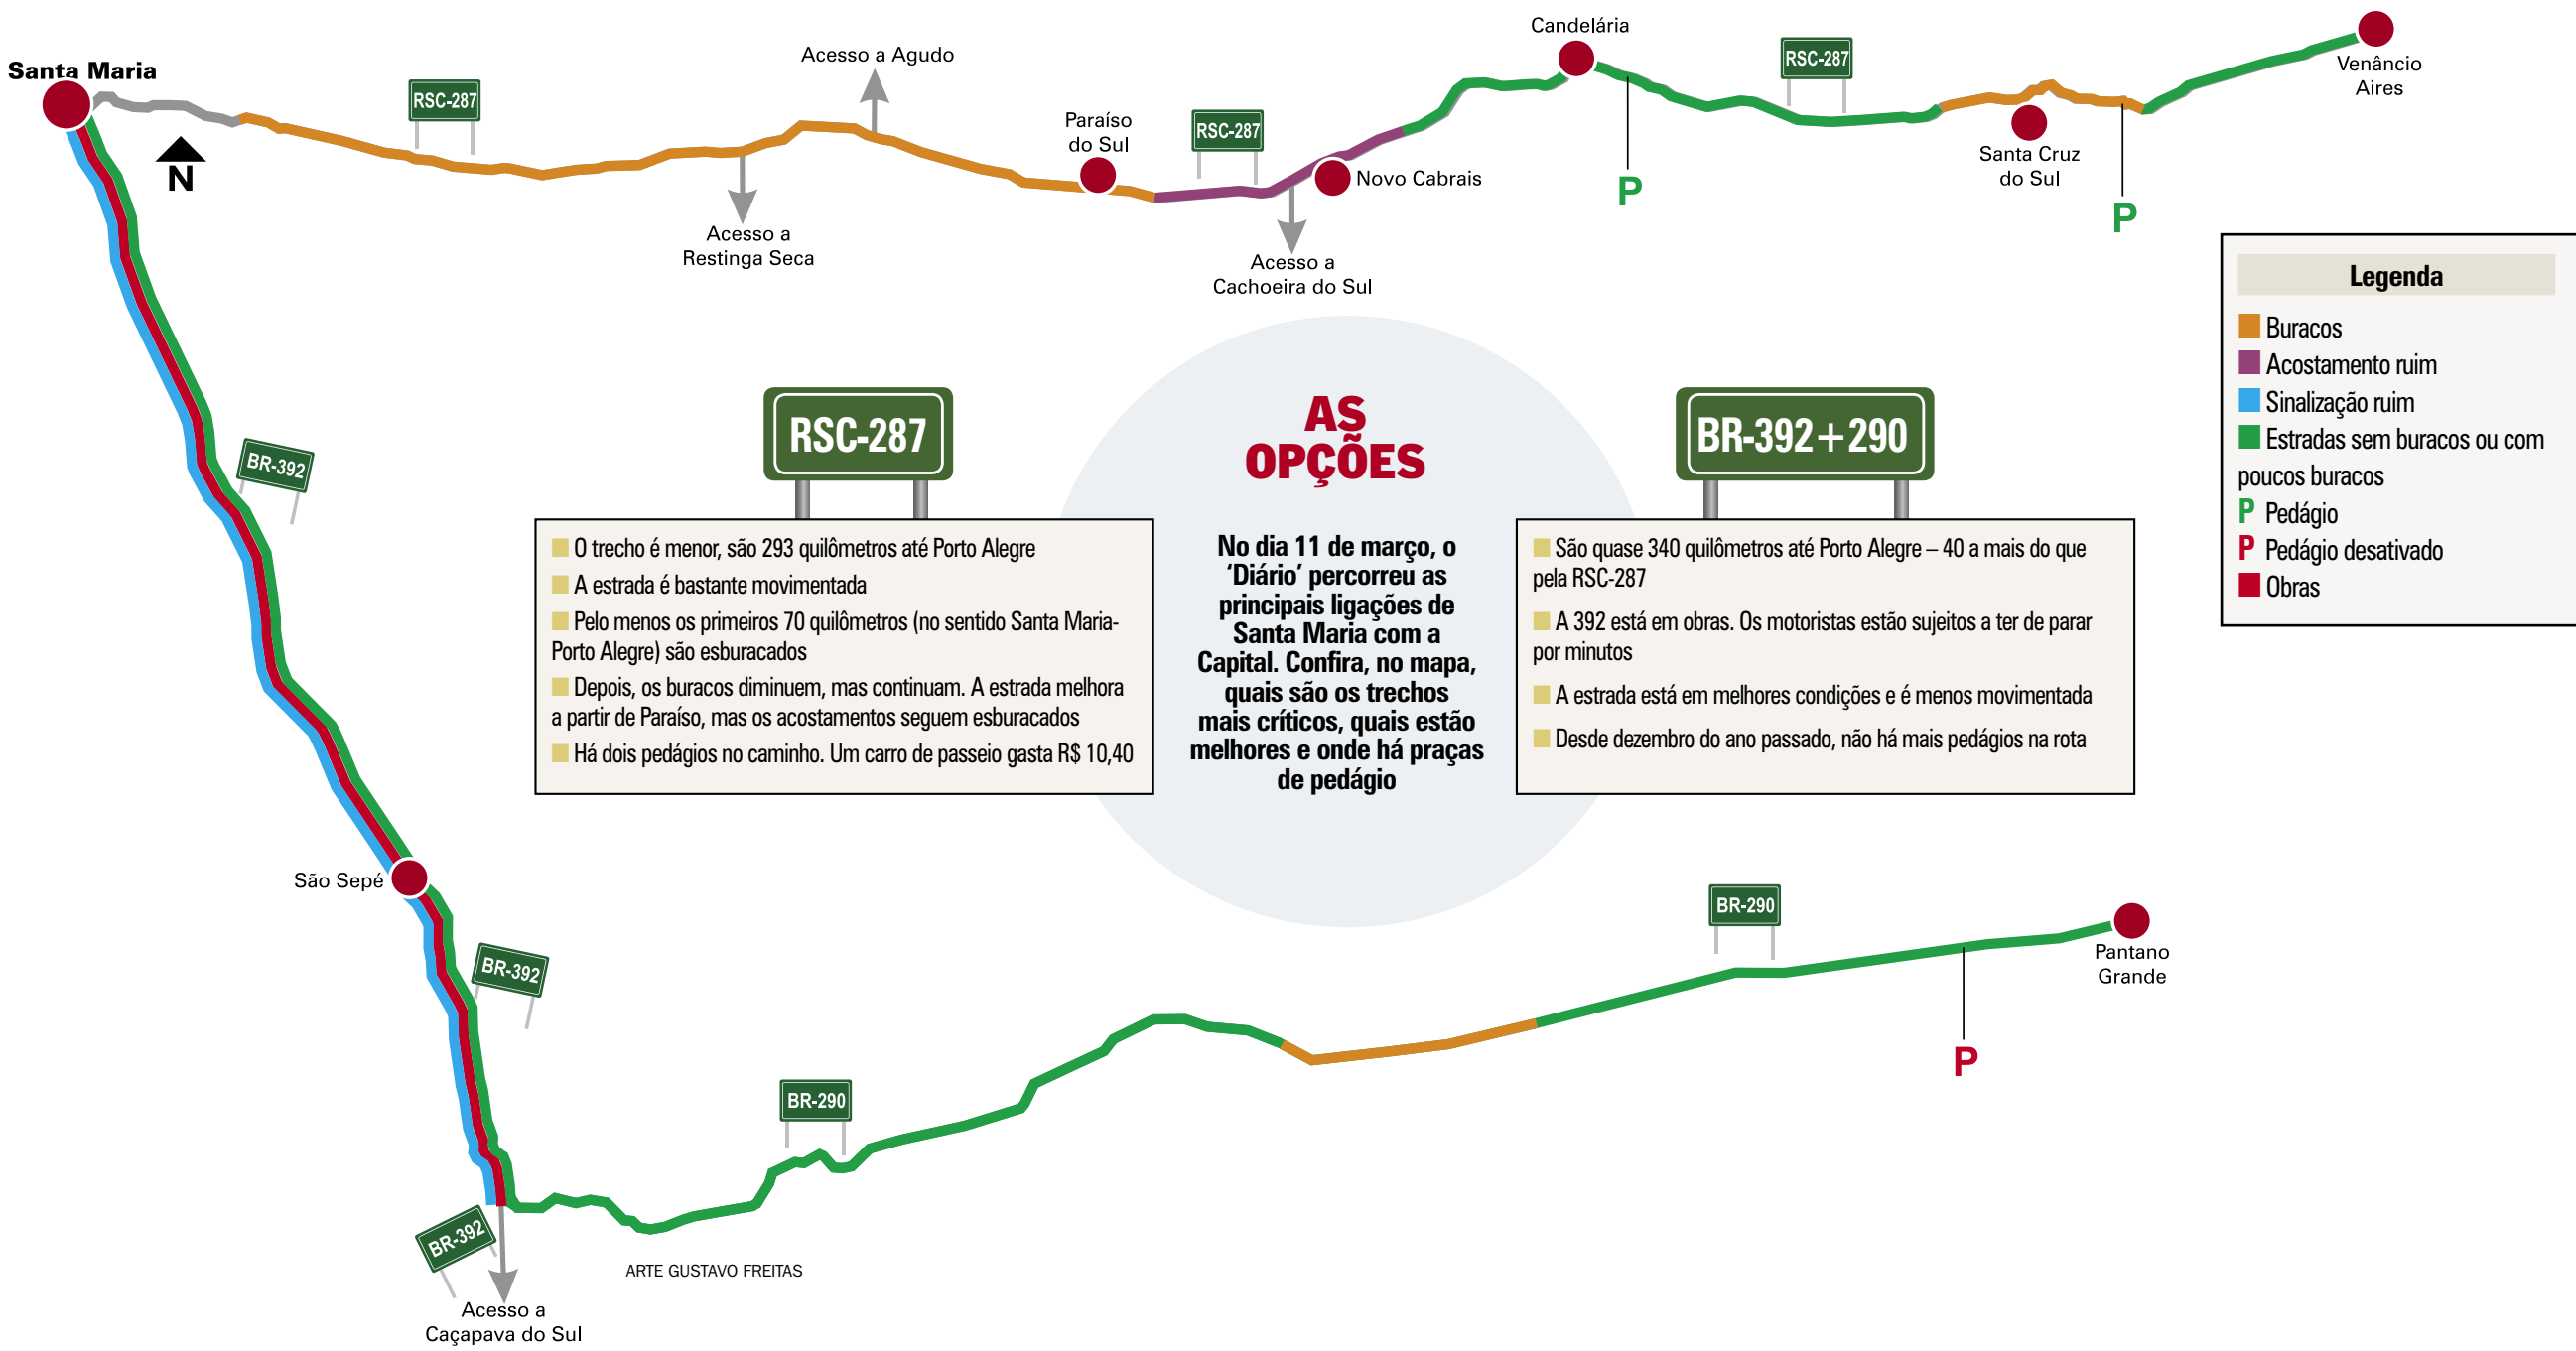 Santa Maria
N
RSC-287
Acesso a Agudo
Acesso a
Restinga Seca
Paraíso
do Sul
RSC-287
Novo Cabrais
Acesso a
Cachoeira do Sul
Candelária
P
RSC-287
Santa Cruz
do Sul
P
Venâncio
Aires
Legenda
Buracos
Acostamento ruim
Sinalização ruim
Estradas sem buracos ou com
poucos buracos
P Pedágio
P Pedágio desativado
Obras
RSC-287
O trecho é menor, são 293 quilômetros até Porto Alegre
A estrada é bastante movimentada
Pelo menos os primeiros 70 quilômetros (no sentido Santa Maria-
Porto Alegre) são esburacados
Depois, os buracos diminuem, mas continuam. A estrada melhora
a partir de Paraíso, mas os acostamentos seguem esburacados
Há dois pedágios no caminho. Um carro de passeio gasta R$ 10,40
AS
OPÇÕES
No dia 11 de março, o
‘Diário’ percorreu as
principais ligações de
Santa Maria com a
Capital. Confira, no mapa,
quais são os trechos
mais críticos, quais estão
melhores e onde há praças
de pedágio
BR-392+290
São quase 340 quilômetros até Porto Alegre – 40 a mais do que
pela RSC-287
A 392 está em obras. Os motoristas estão sujeitos a ter de parar
por minutos
A estrada está em melhores condições e é menos movimentada
Desde dezembro do ano passado, não há mais pedágios na rota
BR-392
São Sepé
BR-392
BR-392
Acesso a
Caçapava do Sul
BR-290
ARTE GUSTAVO FREITAS
BR-290
P
Pantano
Grande